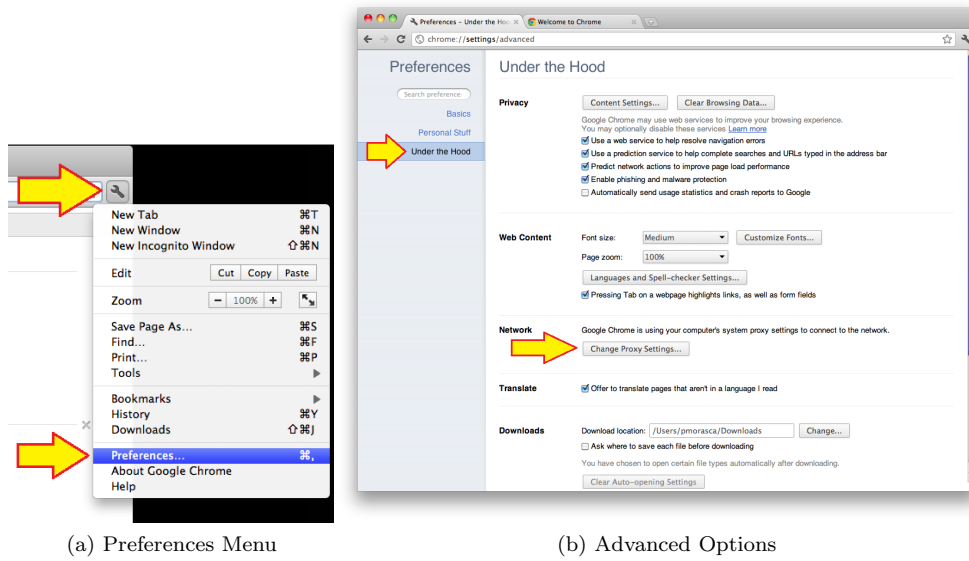 New Tab ⌘T
New Window ⌘N
New Incognito Window ⇧⌘N
Edit Cut Copy Paste
Zoom − 100% +
Save Page As... ⌘S
Find... ⌘F
Print... ⌘P
Tools ▶
Bookmarks ▶
History ⌘Y
Downloads ⇧⌘J
Preferences... ⌘,
About Google Chrome
Help
(a) Preferences Menu
Preferences – Under the Hoo × Welcome to Chrome ×
chrome://settings/advanced
Preferences
Search preference
Basics
Personal Stuff
Under the Hood
Under the Hood
Privacy Content Settings... Clear Browsing Data...
Google Chrome may use web services to improve your browsing experience.
You may optionally disable these services Learn more
Use a web service to help resolve navigation errors
Use a prediction service to help complete searches and URLs typed in the address bar
Predict network actions to improve page load performance
Enable phishing and malware protection
Automatically send usage statistics and crash reports to Google
Web Content Font size: Medium Customize Fonts...
Page zoom: 100%
Languages and Spell-checker Settings...
Pressing Tab on a webpage highlights links, as well as form fields
Network Google Chrome is using your computer's system proxy settings to connect to the network.
Change Proxy Settings...
Translate Offer to translate pages that aren't in a language I read
Downloads Download location: /Users/pmorasca/Downloads Change...
Ask where to save each file before downloading
You have chosen to open certain file types automatically after downloading.
Clear Auto-opening Settings
(b) Advanced Options